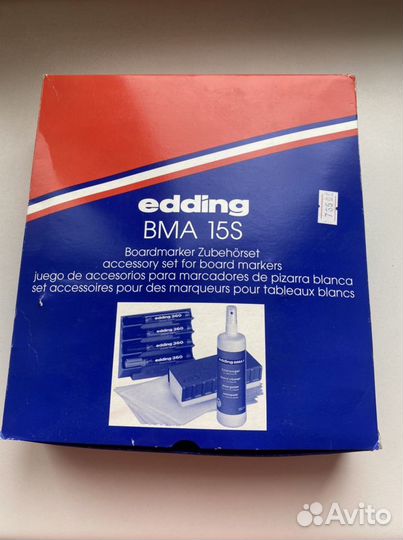 edding
BMA 15S
Boardmarker Zubehörset
accessory set for board markers
juego de accesorios para marcadores de pizarra blanca
set accessoires pour des marqueurs pour tableaux blancs
edding 360
edding 360
edding 360
edding 360
edding
Avito